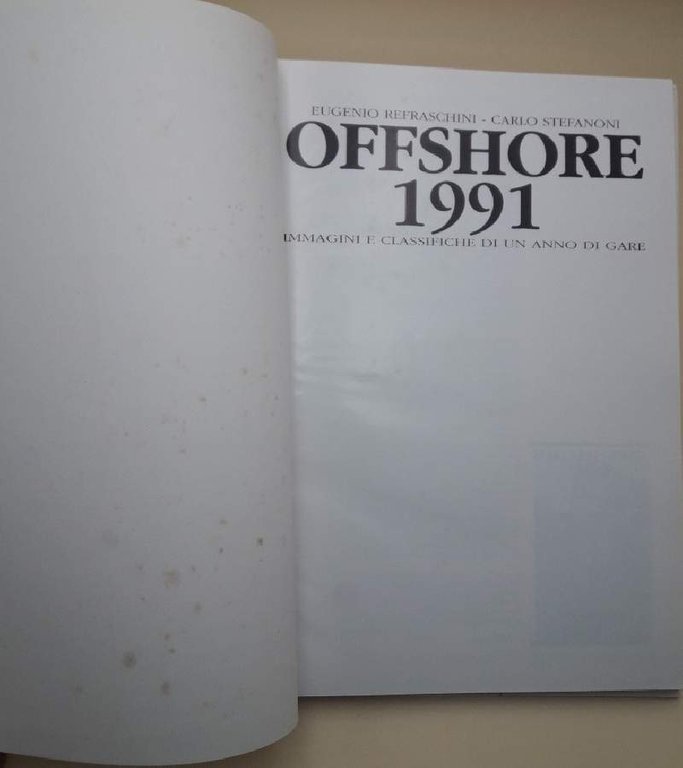 EUGENIO REFRASCHINI - CARLO STEFANONI
OFFSHORE
1991
IMMAGINI E CLASSIFICHE DI UN ANNO DI GARE